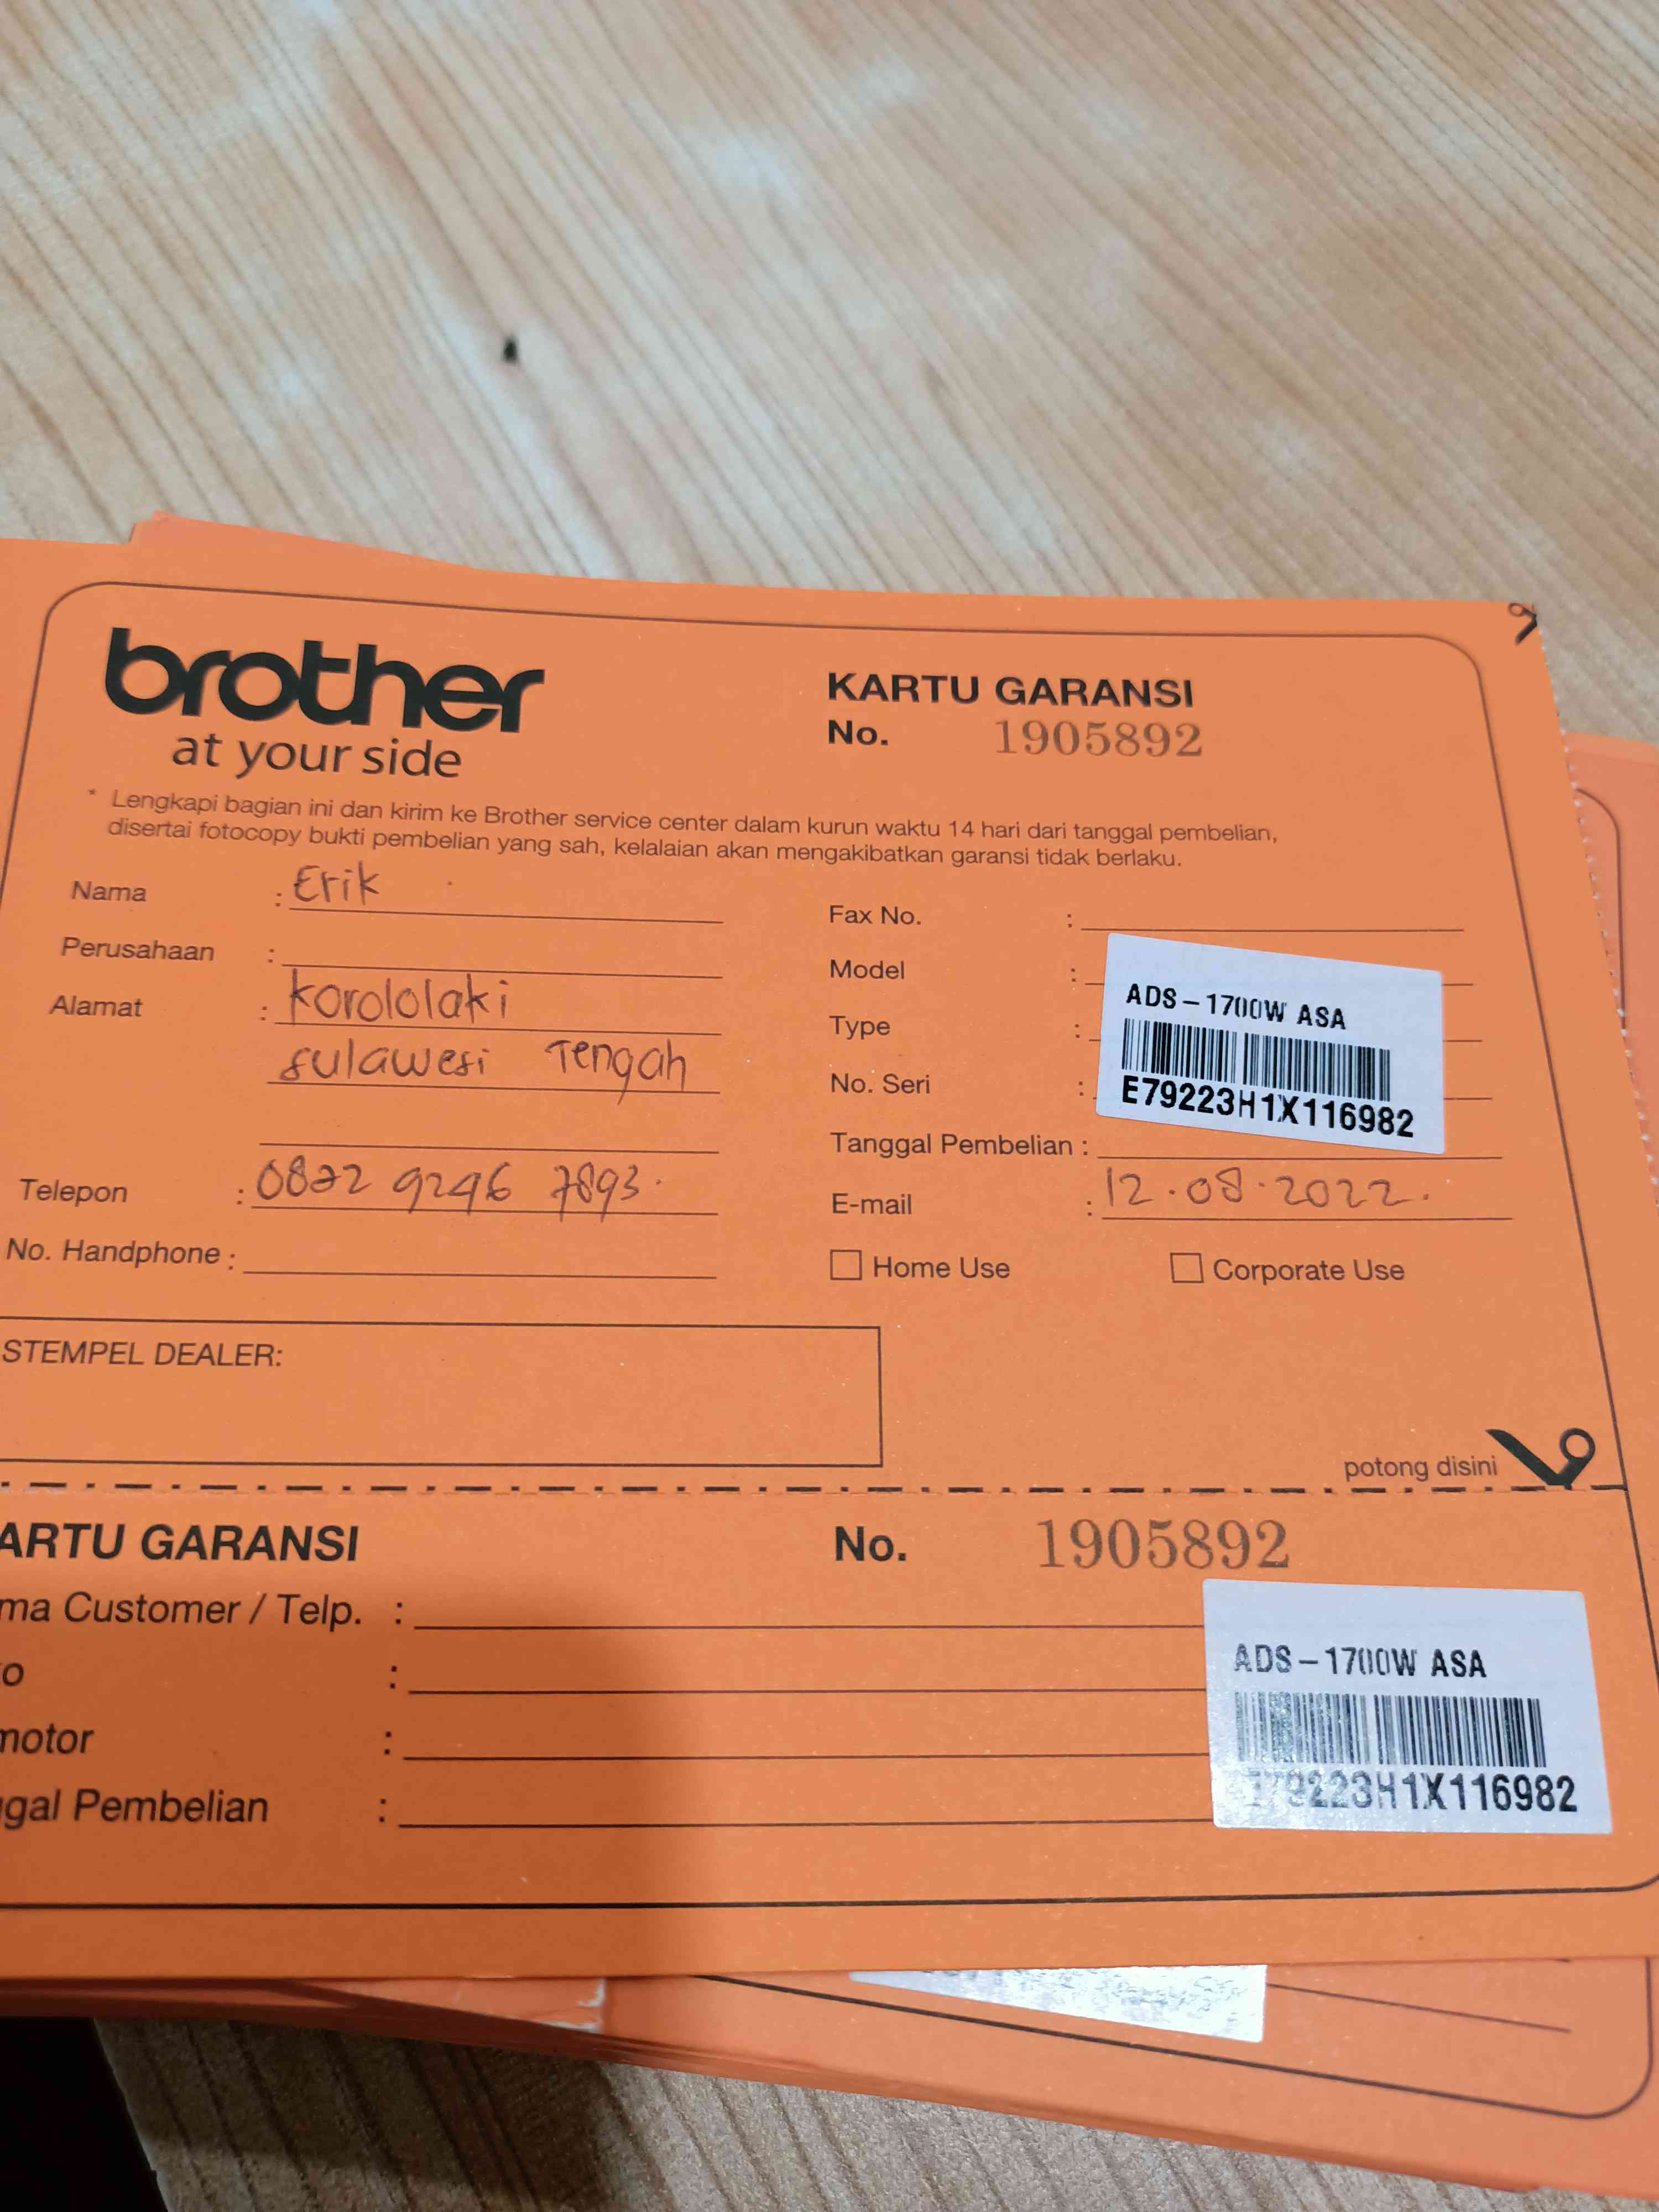 brother
at your side
KARTU GARANSI
No. 1905892
* Lengkapi bagian ini dan kirim ke Brother service center dalam kurun waktu 14 hari dari tanggal pembelian,
disertai fotocopy bukti pembelian yang sah, kelalaian akan mengakibatkan garansi tidak berlaku.
Nama : Erik
Perusahaan :
Alamat : Korololaki
Sulawesi Tengah
Telepon : 0822 9246 7893.
No. Handphone :
Fax No. :
Model :
Type :
No. Seri :
ADS-1700W ASA
E79223H1X116982
Tanggal Pembelian :
E-mail : 12.08.2022.
Home Use Corporate Use
STEMPEL DEALER:
potong disini
ARTU GARANSI No. 1905892
ma Customer / Telp. :
o :
motor :
gal Pembelian :
ADS-1700W ASA
E79223H1X116982